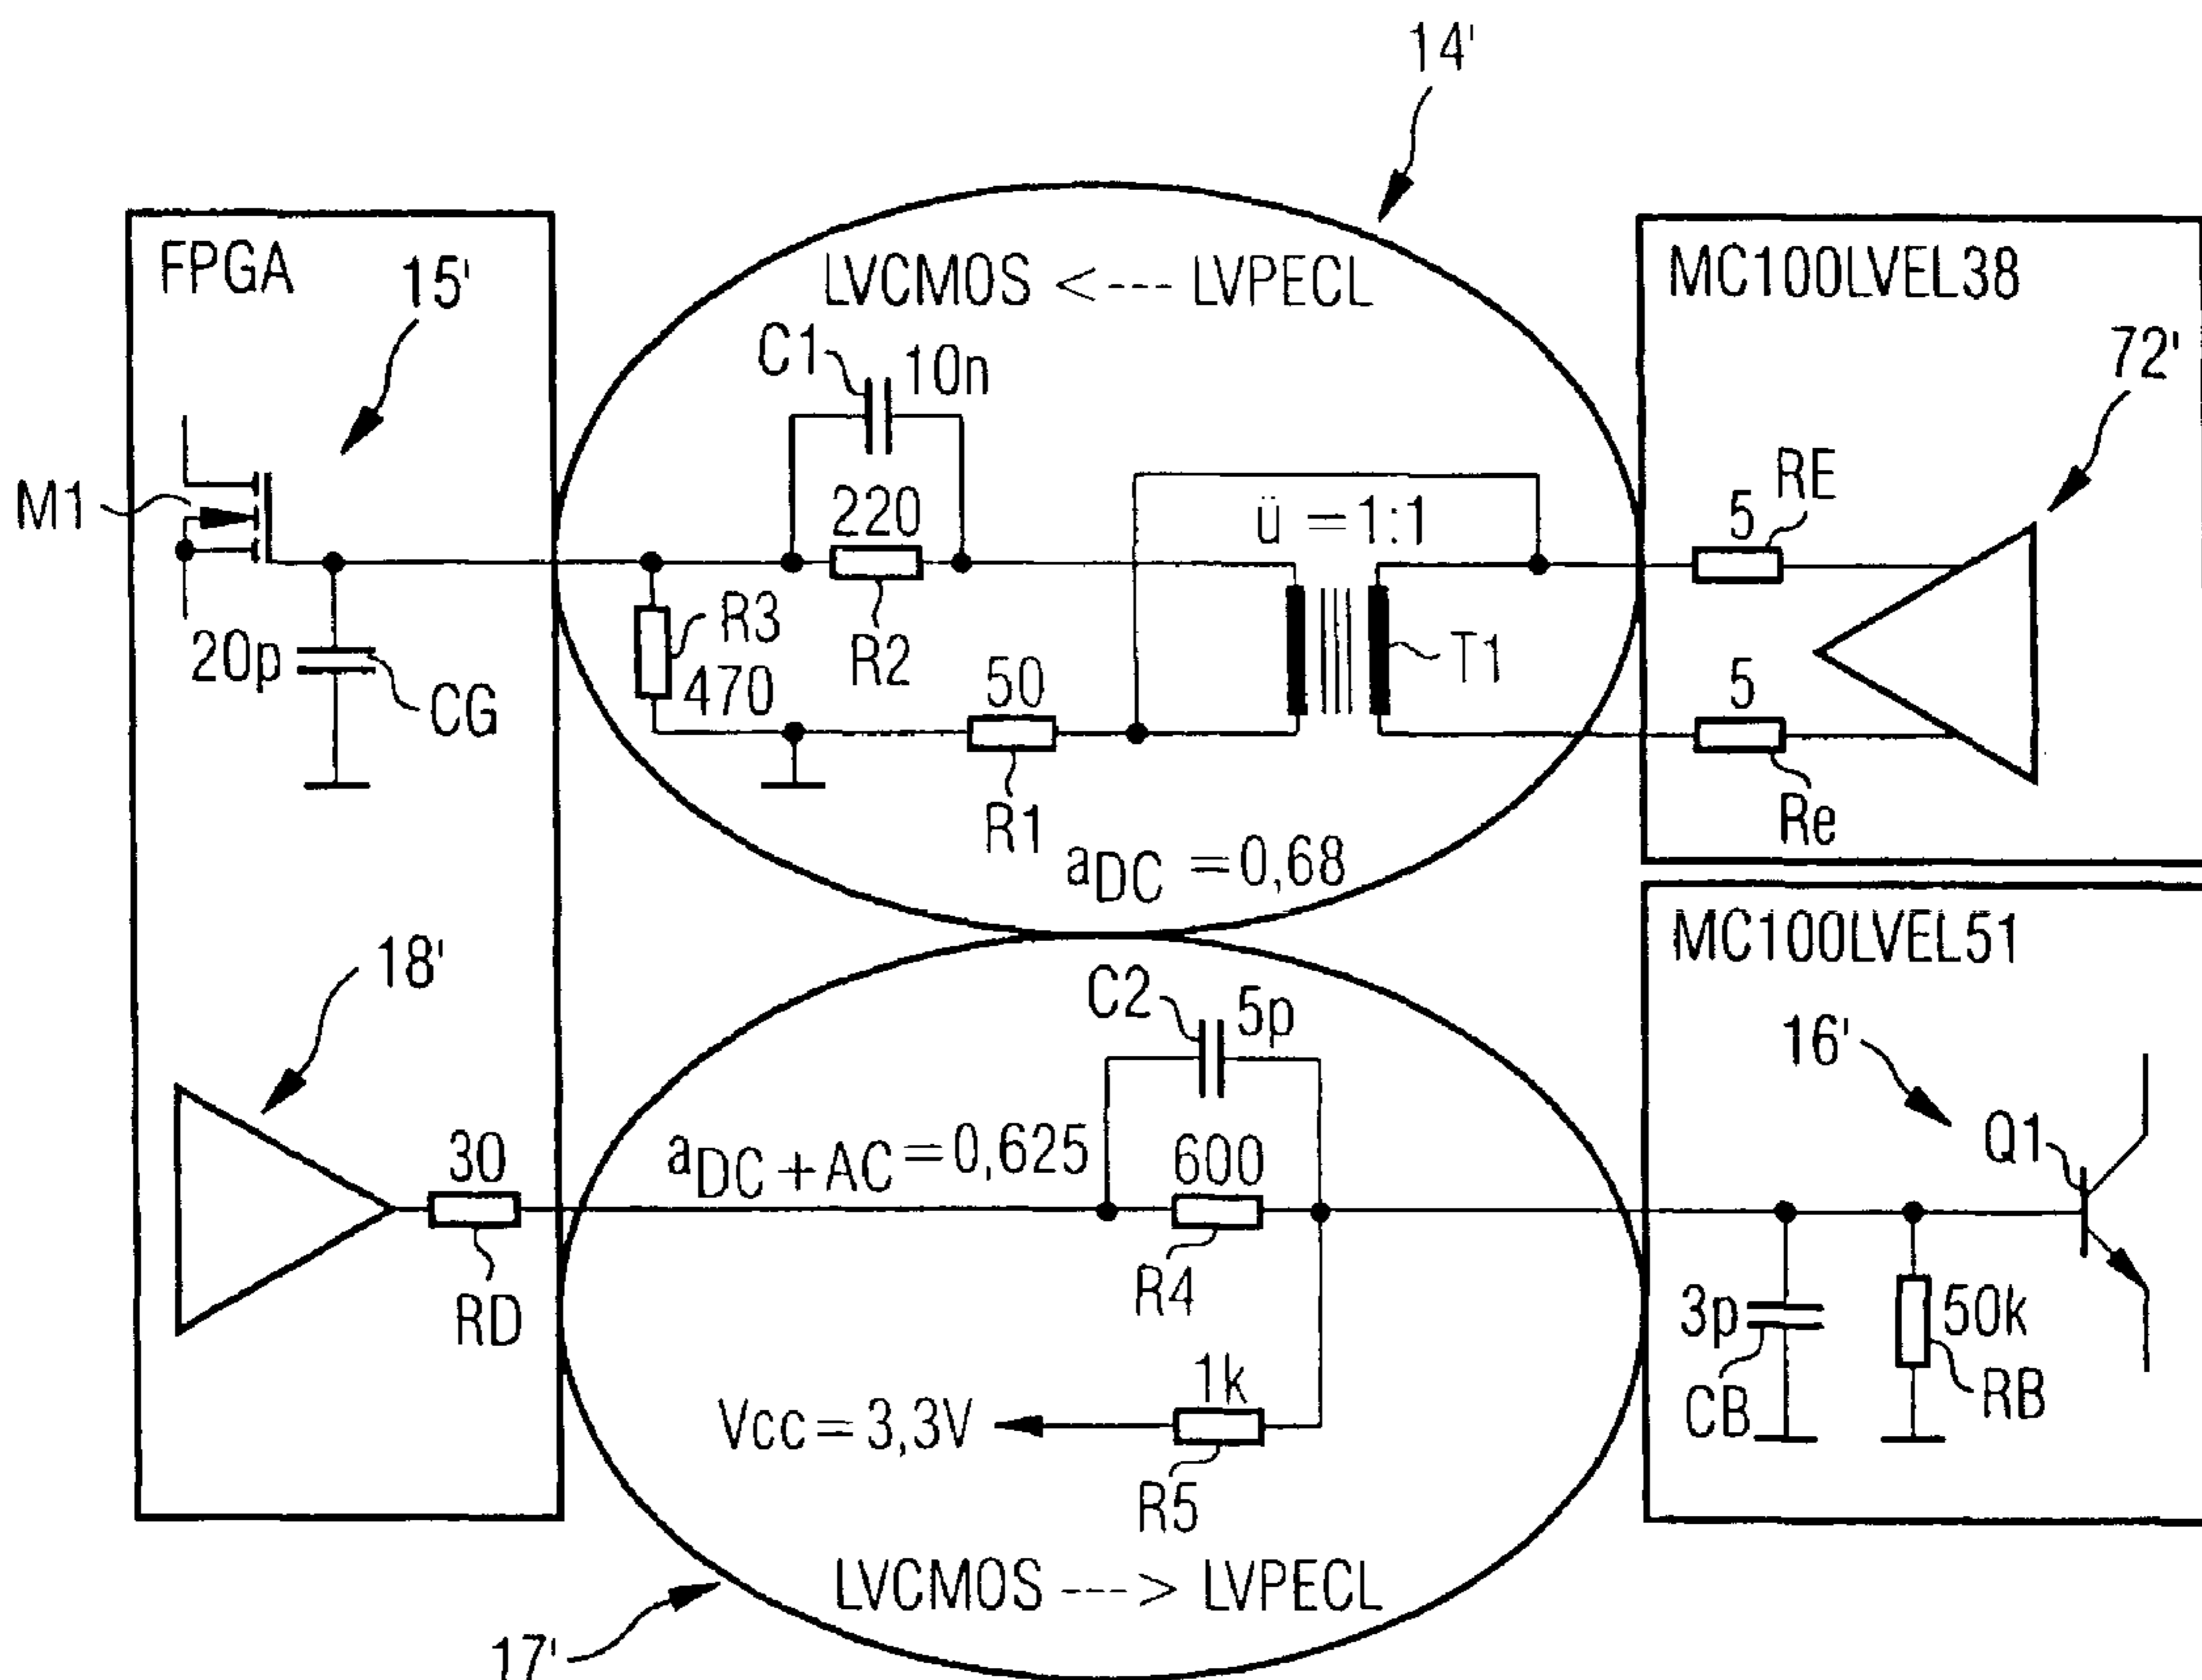 14'
FPGA
15'
LVCMOS <--- LVPECL
MC100LVEL38
C1
10n
72'
M1
220
ü = 1:1
5
RE
20p
R3
R2
T1
CG
470
50
5
R1
Re
aDC = 0,68
MC100LVEL51
18'
C2
5p
16'
30
aDC + AC = 0,625
600
Q1
RD
R4
3p
50k
CB
RB
Vcc = 3,3V
1k
R5
LVCMOS ---> LVPECL
17'